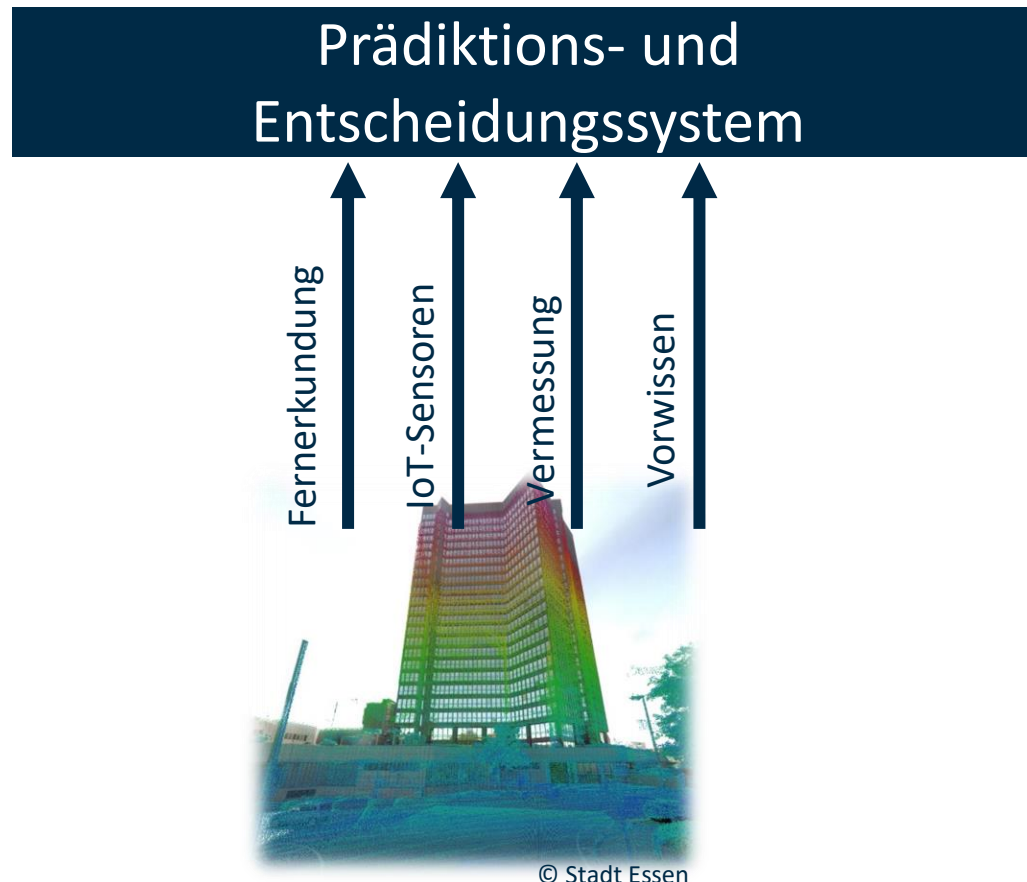 Prädiktions- und
Entscheidungssystem
Fernerkundung
IoT-Sensoren
Vermessung
Vorwissen
© Stadt Essen